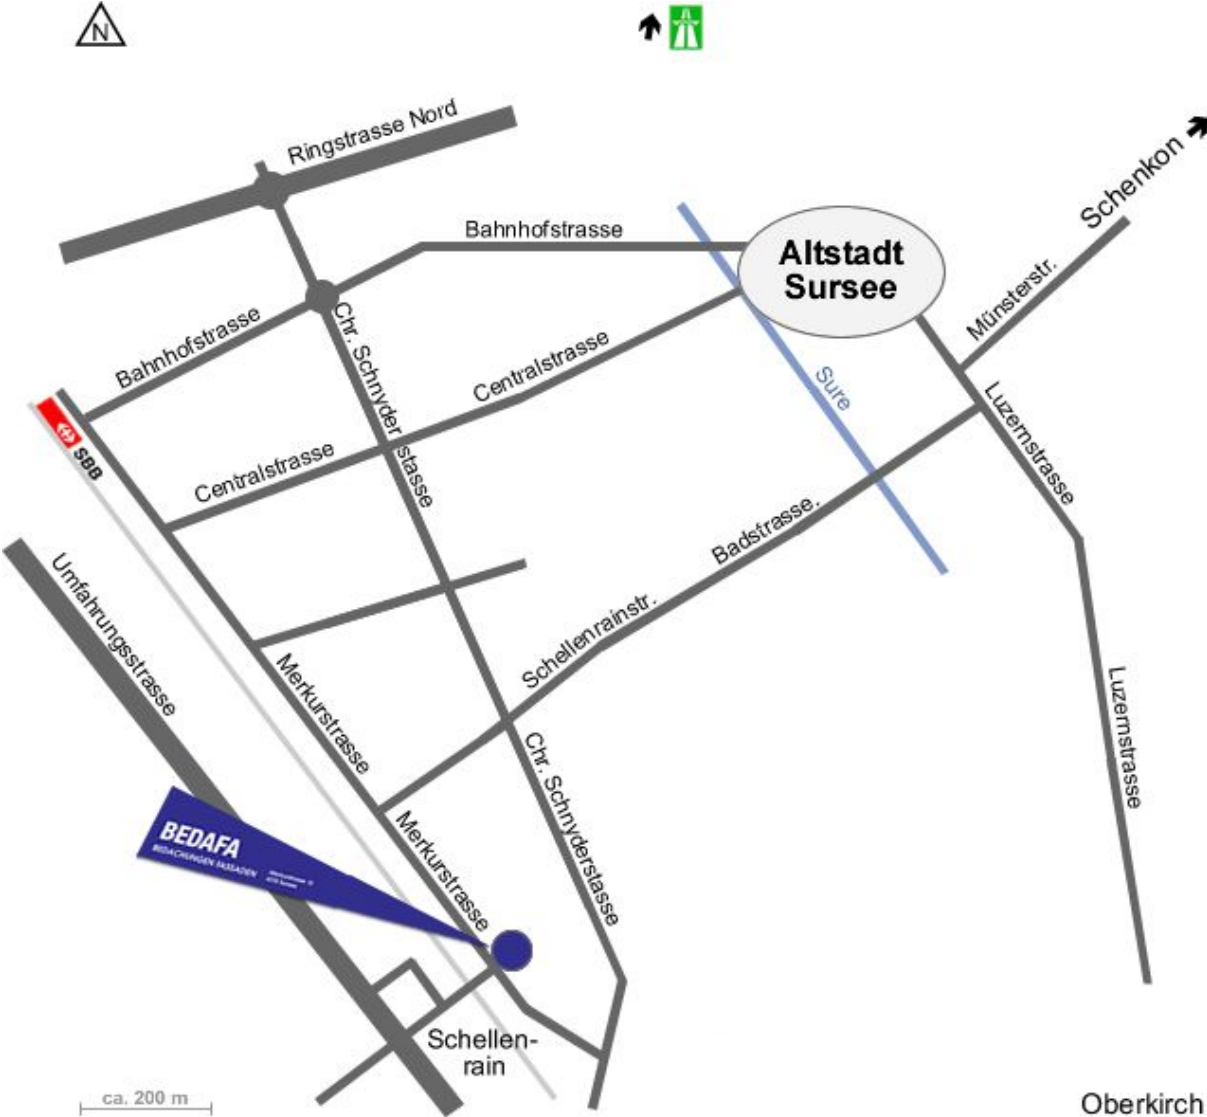 N
Ringstrasse Nord
Schenkon
Bahnhofstrasse
Altstadt
Sursee
Münsterstr.
Bahnhofstrasse
Chr. Schnyder stasse
Centralstrasse
Sure
Luzernstrasse
SBB
Centralstrasse
Badstrasse.
Umfahrungsstrasse
Schellenrainstr.
Merkurstrasse
Luzernstrasse
Chr. Schnyderstasse
BEDAFA
BEDACHUNGEN FASSADEN
Merkurstrasse
Schellen-
rain
ca. 200 m
Oberkirch